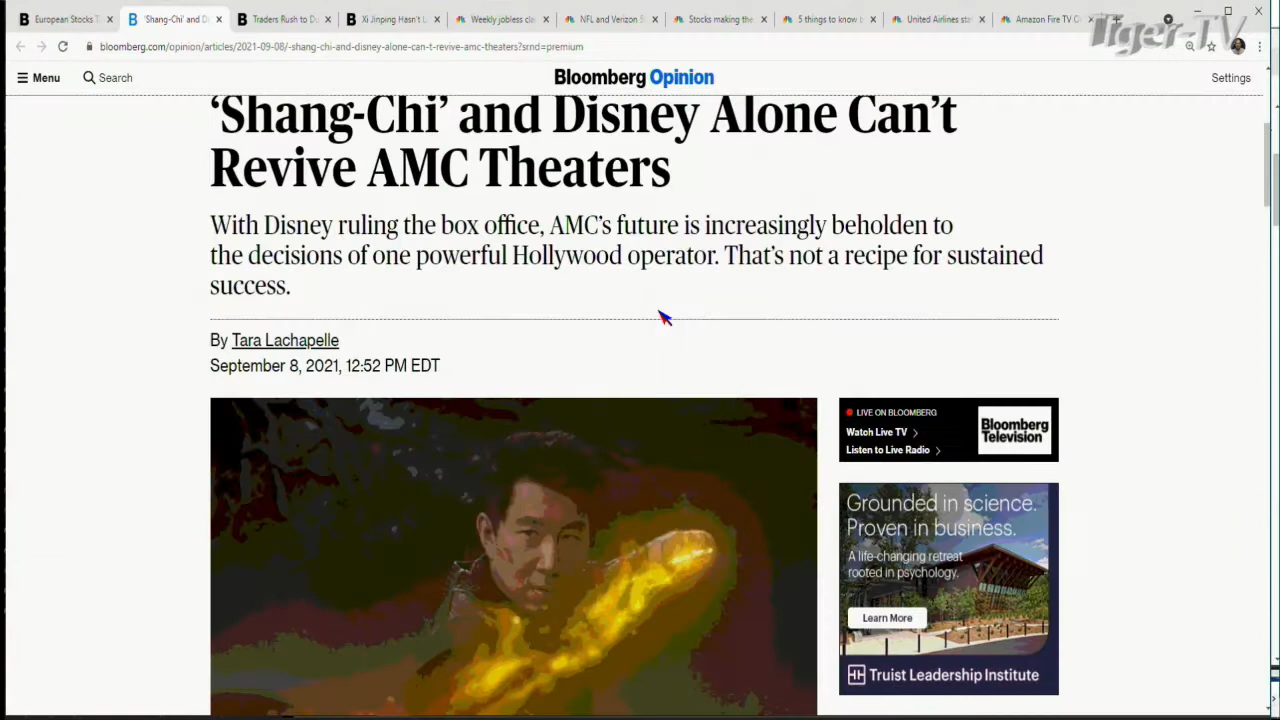 European Stocks T
'Shang-Chi' and D
Traders Rush to D
Xi Jinping Hasn't L
Weekly jobless cla
NFL and Verizon S
Stocks making the
5 things to know b
United Airlines sta
Amazon Fire TV C
Tiger-TV
bloomberg.com/opinion/articles/2021-09-08/-shang-chi-and-disney-alone-can-t-revive-amc-theaters?srnd=premium
Menu
Search
Bloomberg Opinion
Settings
'Shang-Chi' and Disney Alone Can't
Revive AMC Theaters
With Disney ruling the box office, AMC's future is increasingly beholden to
the decisions of one powerful Hollywood operator. That's not a recipe for sustained
success.
By Tara Lachapelle
September 8, 2021, 12:52 PM EDT
LIVE ON BLOOMBERG
Watch Live TV
Listen to Live Radio
Bloomberg
Television
Grounded in science.
Proven in business.
A life-changing retreat
rooted in psychology.
Learn More
Truist Leadership Institute